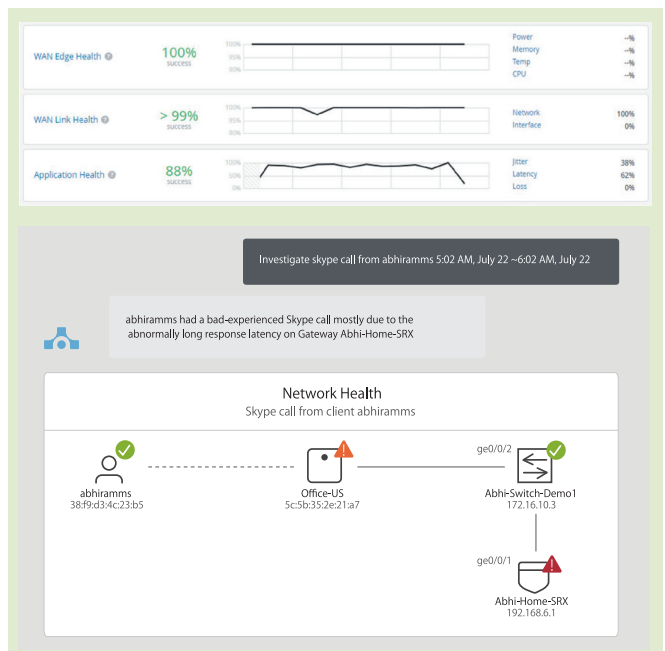 WAN Edge Health
100%
success
100%
95%
90%
Power --%
Memory --%
Temp --%
CPU --%
WAN Link Health
> 99%
success
100%
95%
90%
Network 100%
Interface 0%
Application Health
88%
success
100%
50%
0%
Jitter 38%
Latency 62%
Loss 0%
Investigate skype call from abhiramms 5:02 AM, July 22 ~6:02 AM, July 22
abhiramms had a bad-experienced Skype call mostly due to the
abnormally long response latency on Gateway Abhi-Home-SRX
Network Health
Skype call from client abhiramms
abhiramms
38:f9:d3:4c:23:b5
Office-US
5c:5b:35:2e:21:a7
ge0/0/2
Abhi-Switch-Demo1
172.16.10.3
ge0/0/1
Abhi-Home-SRX
192.168.6.1